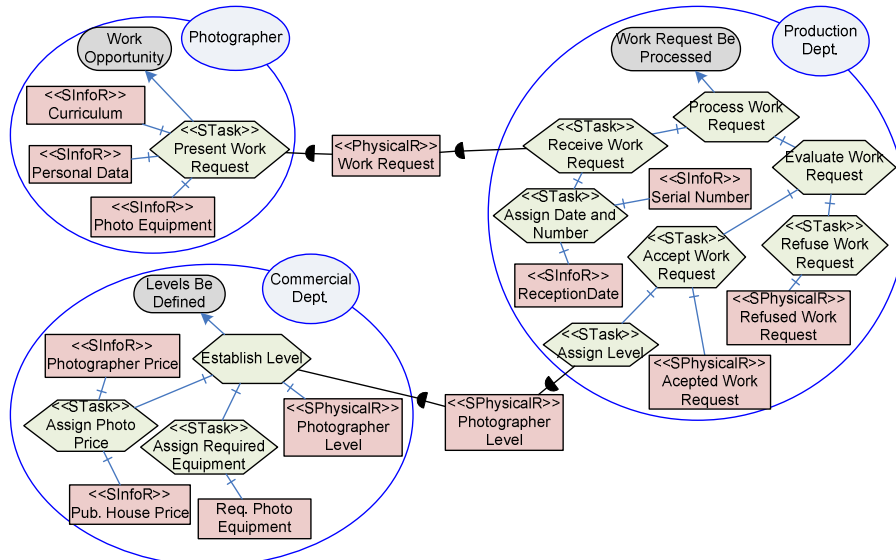 Work
Opportunity
Photographer
<<SInfoR>>
Curriculum
<<STask>>
Present Work
Request
<<SInfoR>>
Personal Data
<<SInfoR>>
Photo Equipment
<<PhysicalR>>
Work Request
Work Request Be
Processed
Production
Dept.
Process Work
Request
<<STask>>
Receive Work
Request
Evaluate Work
Request
<<SInfoR>>
Serial Number
<<STask>>
Assign Date and
Number
<<STask>>
Refuse Work
Request
<<STask>>
Accept Work
Request
<<SInfoR>>
ReceptionDate
<<SPhysicalR>>
Refused Work
Request
<<STask>>
Assign Level
<<SPhysicalR>>
Acepted Work
Request
Levels Be
Defined
Commercial
Dept.
<<SInfoR>>
Photographer Price
Establish Level
<<STask>>
Assign Photo
Price
<<STask>>
Assign Required
Equipment
<<SPhysicalR>>
Photographer
Level
<<SPhysicalR>>
Photographer
Level
<<SInfoR>>
Pub. House Price
Req. Photo
Equipment